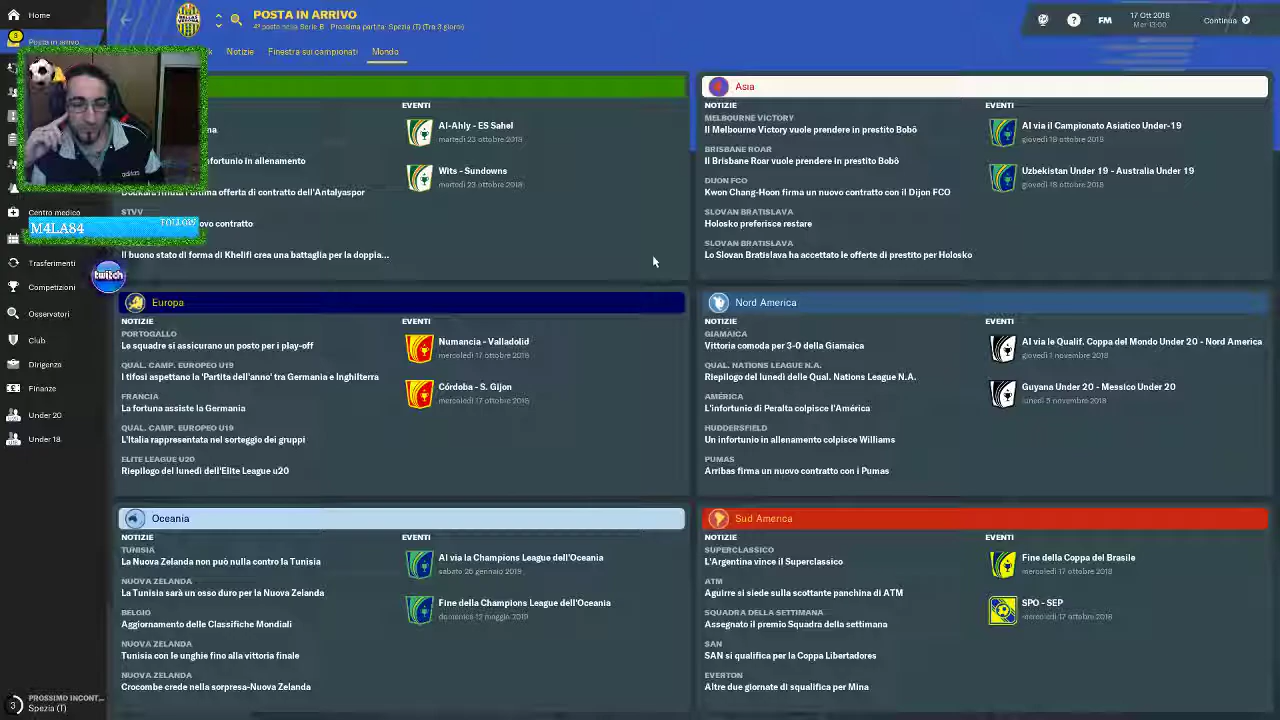 Home
POSTA IN ARRIVO
4ª posto nella Serie B - Prossima partita: Spezia (T) (Tra 3 giorni)
FM
17 Ott 2018
Mer 13:00
Continua
3
Posta in arrivo
Notizie
Finestra sui campionati
Mondo
EVENTI
Al-Ahly - ES Sahel
martedì 23 ottobre 2018
Wits - Sundowns
martedì 23 ottobre 2018
nfortunio in allenamento
ultima offerta di contratto dell'Antalyaspor
STVV
ovo contratto
Il buono stato di forma di Khelifi crea una battaglia per la doppia...
Asia
NOTIZIE
MELBOURNE VICTORY
Il Melbourne Victory vuole prendere in prestito Bobô
BRISBANE ROAR
Il Brisbane Roar vuole prendere in prestito Bobô
DIJON FCO
Kwon Chang-Hoon firma un nuovo contratto con il Dijon FCO
SLOVAN BRATISLAVA
Holosko preferisce restare
SLOVAN BRATISLAVA
Lo Slovan Bratislava ha accettato le offerte di prestito per Holosko
EVENTI
Al via il Campionato Asiatico Under-19
giovedì 18 ottobre 2018
Uzbekistan Under 19 - Australia Under 19
giovedì 18 ottobre 2018
M4LA84
FOLLOW
twitch
Centro medico
Trasferimenti
Competizioni
Osservatori
Club
Dirigenza
Finanze
Under 20
Under 18
PROSSIMO INCONT...
3
Spezia (T)
Europa
NOTIZIE
PORTOGALLO
Le squadre si assicurano un posto per i play-off
QUAL. CAMP. EUROPEO U19
I tifosi aspettano la 'Partita dell'anno' tra Germania e Inghilterra
FRANCIA
La fortuna assiste la Germania
QUAL. CAMP. EUROPEO U19
L'Italia rappresentata nel sorteggio dei gruppi
ELITE LEAGUE U20
Riepilogo del lunedì dell'Elite League u20
EVENTI
Numancia - Valladolid
mercoledì 17 ottobre 2018
Córdoba - S. Gijon
mercoledì 17 ottobre 2018
Nord America
NOTIZIE
GIAMAICA
Vittoria comoda per 3-0 della Giamaica
QUAL. NATIONS LEAGUE N.A.
Riepilogo del lunedì delle Qual. Nations League N.A.
AMÉRICA
L'infortunio di Peralta colpisce l'América
HUDDERSFIELD
Un infortunio in allenamento colpisce Williams
PUMAS
Arribas firma un nuovo contratto con i Pumas
EVENTI
Al via le Qualif. Coppa del Mondo Under 20 - Nord America
giovedì 1 novembre 2018
Guyana Under 20 - Messico Under 20
lunedì 5 novembre 2018
Oceania
NOTIZIE
TUNISIA
La Nuova Zelanda non può nulla contro la Tunisia
NUOVA ZELANDA
La Tunisia sarà un osso duro per la Nuova Zelanda
BELGIO
Aggiornamento delle Classifiche Mondiali
NUOVA ZELANDA
Tunisia con le unghie fino alla vittoria finale
NUOVA ZELANDA
Crocombe crede nella sorpresa-Nuova Zelanda
EVENTI
Al via la Champions League dell'Oceania
sabato 26 gennaio 2019
Fine della Champions League dell'Oceania
domenica 12 maggio 2019
Sud America
NOTIZIE
SUPERCLASSICO
L'Argentina vince il Superclassico
ATM
Aguirre si siede sulla scottante panchina di ATM
SQUADRA DELLA SETTIMANA
Assegnato il premio Squadra della settimana
SAN
SAN si qualifica per la Coppa Libertadores
EVERTON
Altre due giornate di squalifica per Mina
EVENTI
Fine della Coppa del Brasile
mercoledì 17 ottobre 2018
SPO - SEP
mercoledì 17 ottobre 2018